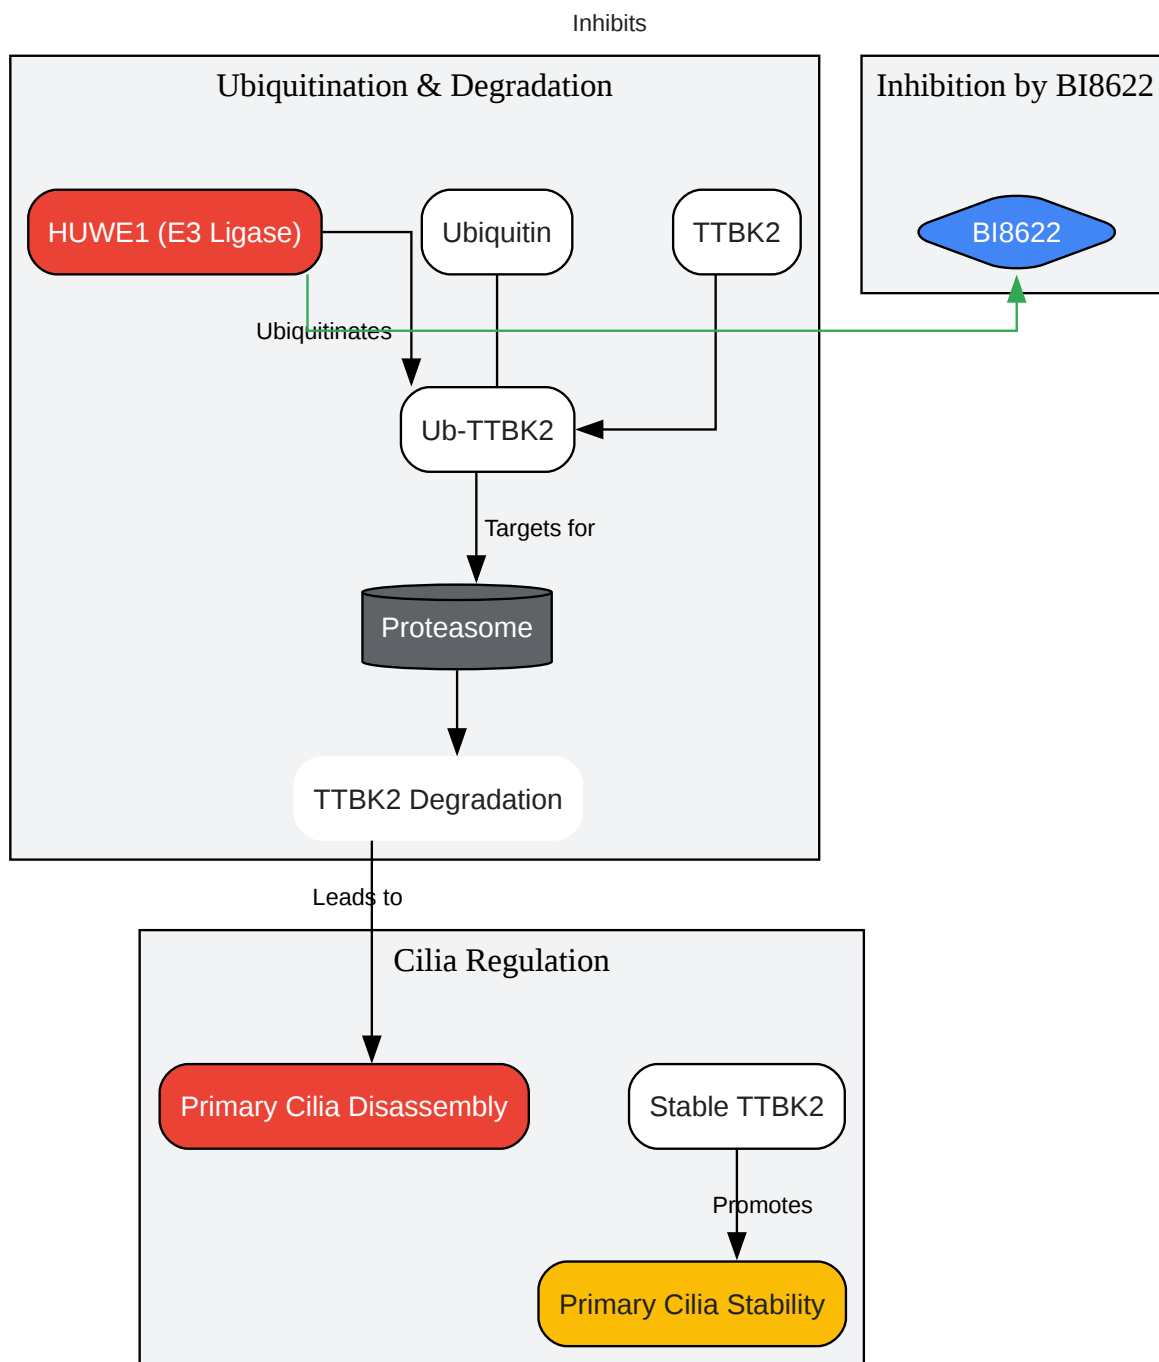 Inhibits
Ubiquitination & Degradation
Inhibition by BI8622
HUWE1 (E3 Ligase)
Ubiquitin
TTBK2
BI8622
Ubiquitinates
Ub-TTBK2
Targets for
Proteasome
TTBK2 Degradation
Leads to
Cilia Regulation
Primary Cilia Disassembly
Stable TTBK2
Promotes
Primary Cilia Stability